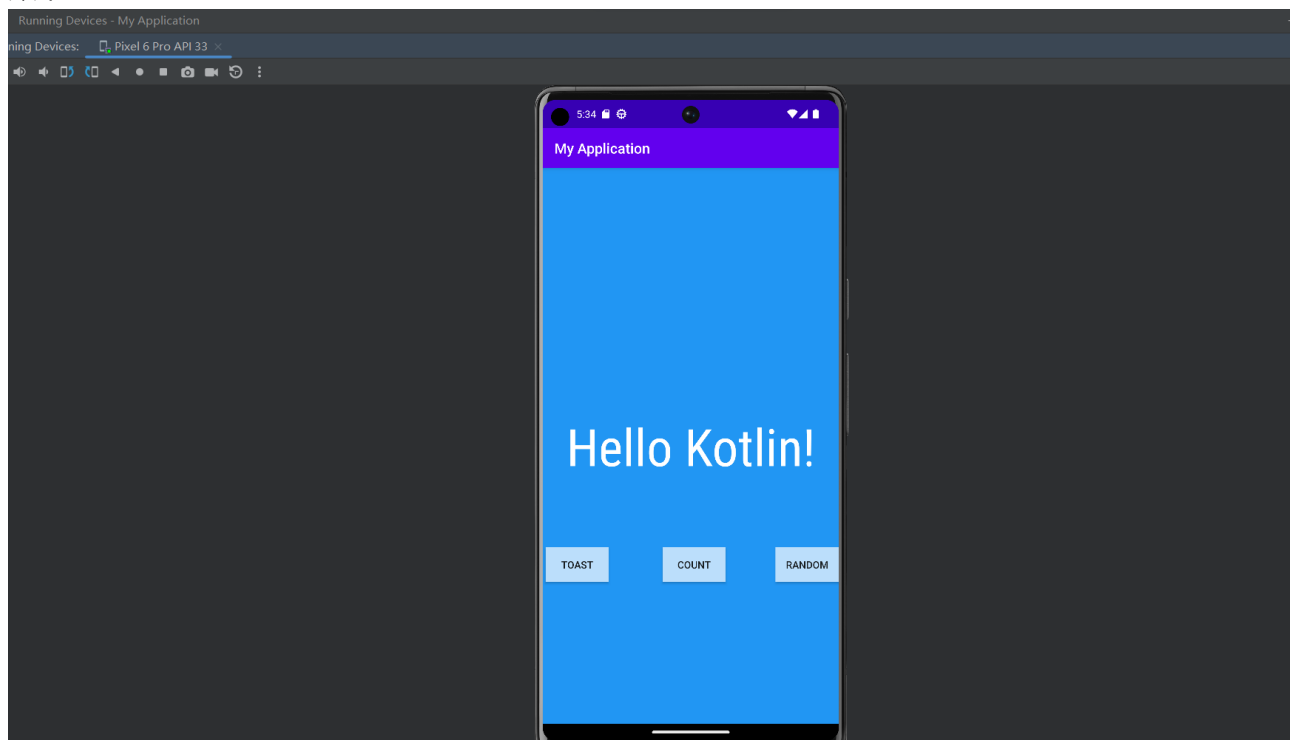 Running Devices - My Application
ning Devices: Pixel 6 Pro API 33
5:34
My Application
Hello Kotlin!
TOAST COUNT RANDOM